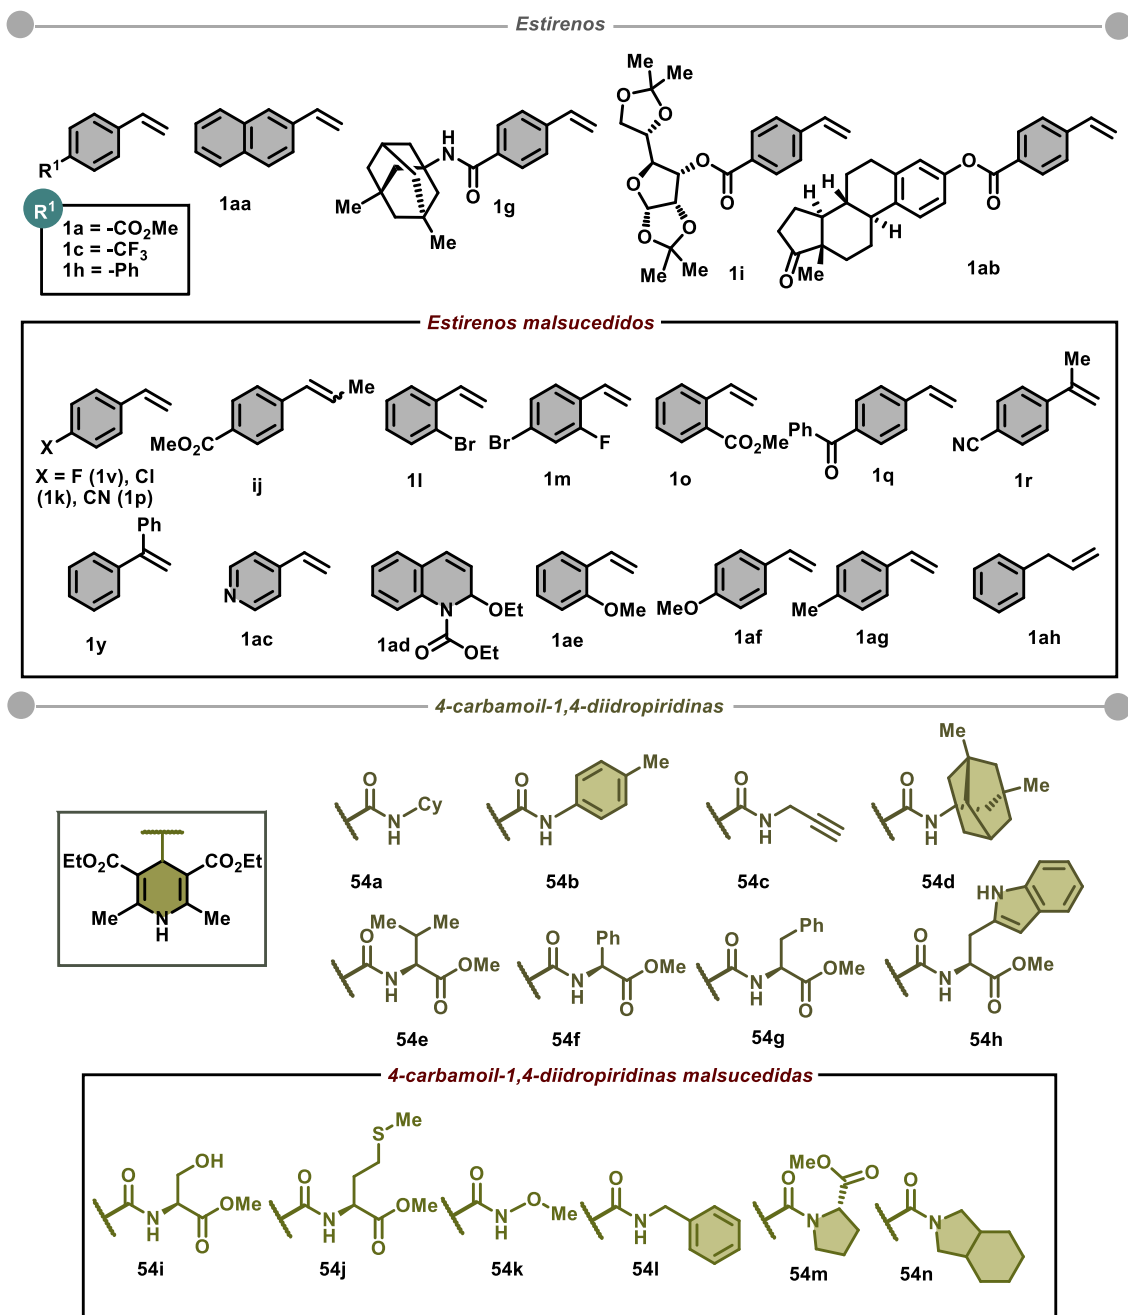 Estirenos
R¹
R¹
1a = -CO₂Me
1c = -CF₃
1h = -Ph
1aa
Me
Me
H
N
O
1g
Me
Me
O
O
O
O
O
O
O
Me
Me
1i
O
O
H
H
H
O
Me
1ab
Estirenos malsucedidos
X
X = F (1v), Cl
(1k), CN (1p)
Me
MeO₂C
ij
Br
1l
Br
F
1m
CO₂Me
1o
Ph
O
1q
Me
NC
1r
Ph
1y
N
1ac
N
OEt
O
OEt
1ad
OMe
1ae
MeO
1af
Me
1ag
1ah
4-carbamoil-1,4-diidropiridinas
EtO₂C
CO₂Et
Me
N
H
Me
O
N
H
Cy
54a
O
N
H
Me
54b
O
N
H
54c
Me
Me
O
N
H
54d
Me
Me
O
N
H
OMe
O
54e
Ph
O
N
H
OMe
O
54f
Ph
O
N
H
OMe
O
54g
HN
O
N
H
OMe
O
54h
4-carbamoil-1,4-diidropiridinas malsucedidas
OH
O
N
H
OMe
O
54i
S
Me
O
N
H
OMe
O
54j
O
N
H
O
Me
54k
O
N
H
54l
MeO
O
O
N
54m
O
N
54n